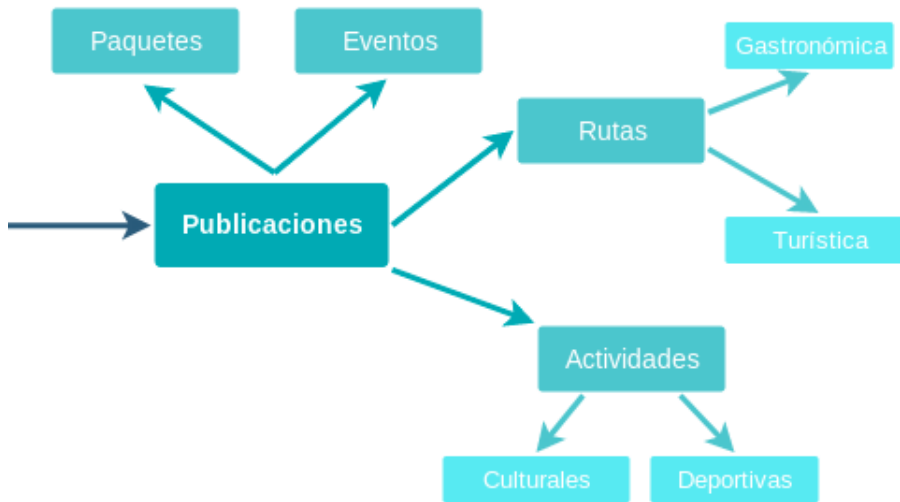 Paquetes
Eventos
Gastronómica
Rutas
Publicaciones
Turística
Actividades
Culturales
Deportivas